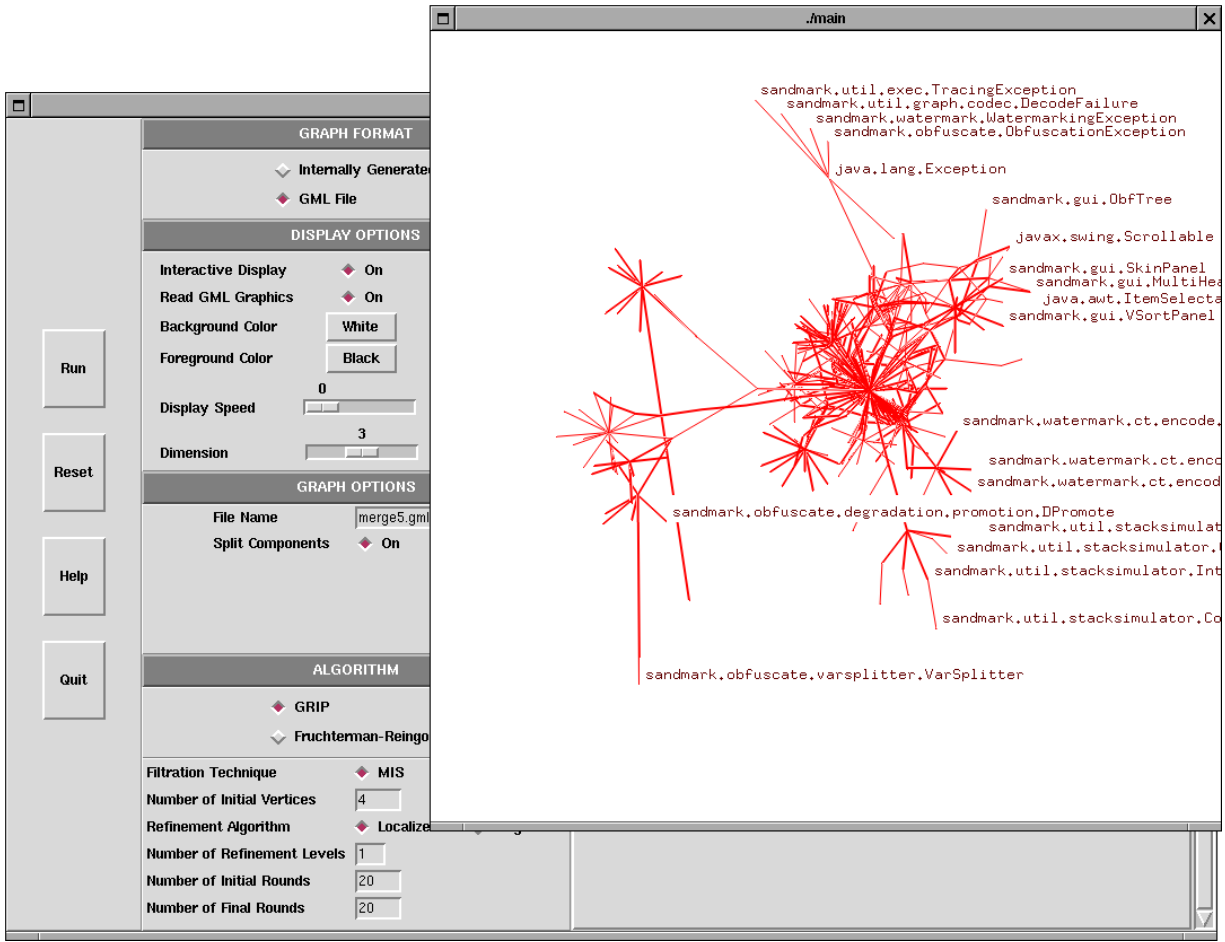 ./main
sandmark.util.exec.TracingException
sandmark.util.graph.codec.DecodeFailure
sandmark.watermark.WatermarkingException
sandmark.obfuscate.ObfuscationException
java.lang.Exception
sandmark.gui.ObfTree
javax.swing.Scrollable
sandmark.gui.SkinPanel
sandmark.gui.MultiHea
java.awt.ItemSelecta
sandmark.gui.VSortPanel
sandmark.watermark.ct.encode.
sandmark.watermark.ct.enco
sandmark.watermark.ct.encod
sandmark.obfuscate.degradation.promotion.DPromote
sandmark.util.stacksimulat
sandmark.util.stacksimulator.
sandmark.util.stacksimulator.Int
sandmark.util.stacksimulator.Co
sandmark.obfuscate.varsplitter.VarSplitter
Run
Reset
Help
Quit
GRAPH FORMAT
Internally Generate
GML File
DISPLAY OPTIONS
Interactive Display On
Read GML Graphics On
Background Color White
Foreground Color Black
0
Display Speed
3
Dimension
GRAPH OPTIONS
File Name merge5.gml
Split Components On
ALGORITHM
GRIP
Fruchterman-Reingo
Filtration Technique MIS
Number of Initial Vertices 4
Refinement Algorithm Localize
Number of Refinement Levels 1
Number of Initial Rounds 20
Number of Final Rounds 20